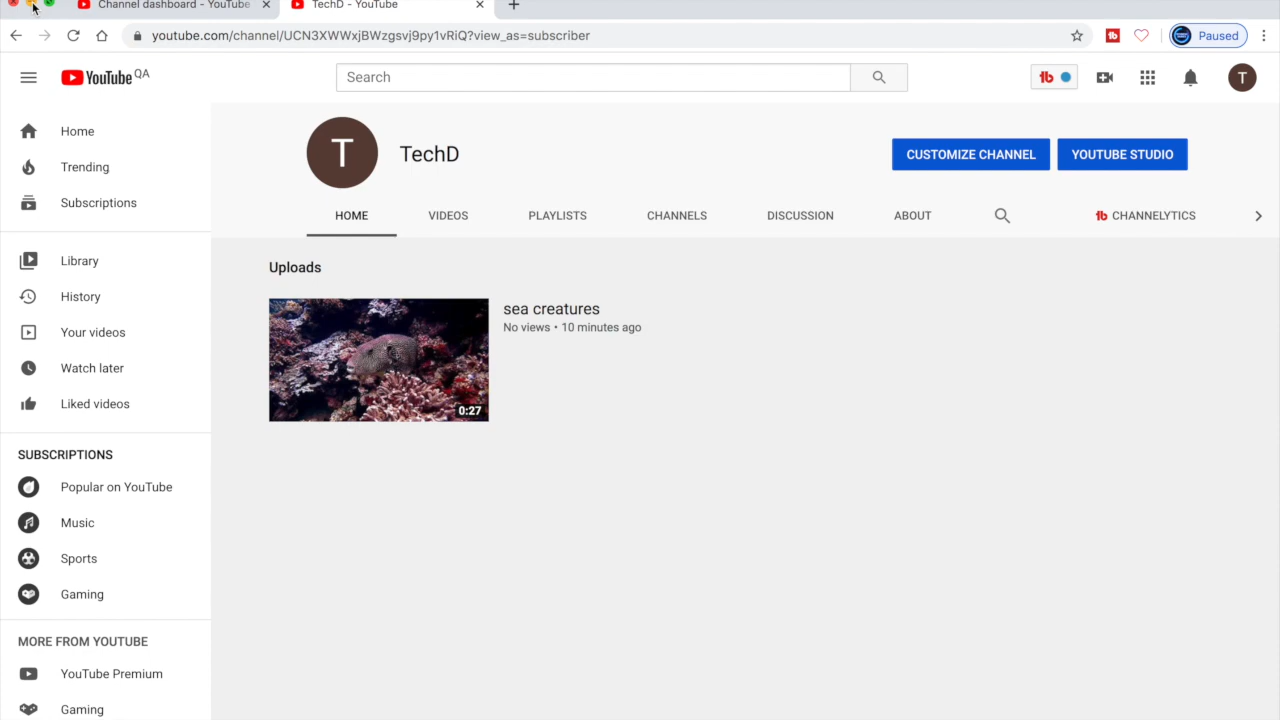 Channel dashboard - YouTube
TechD - YouTube
youtube.com/channel/UCN3XWWxjBWzgsvj9py1vRiQ?view_as=subscriber
Paused
YouTube QA
Search
tb
T
Home
Trending
Subscriptions
Library
History
Your videos
Watch later
Liked videos
SUBSCRIPTIONS
Popular on YouTube
Music
Sports
Gaming
MORE FROM YOUTUBE
YouTube Premium
Gaming
T
TechD
CUSTOMIZE CHANNEL
YOUTUBE STUDIO
HOME
VIDEOS
PLAYLISTS
CHANNELS
DISCUSSION
ABOUT
tb CHANNELYTICS
Uploads
0:27
sea creatures
No views • 10 minutes ago